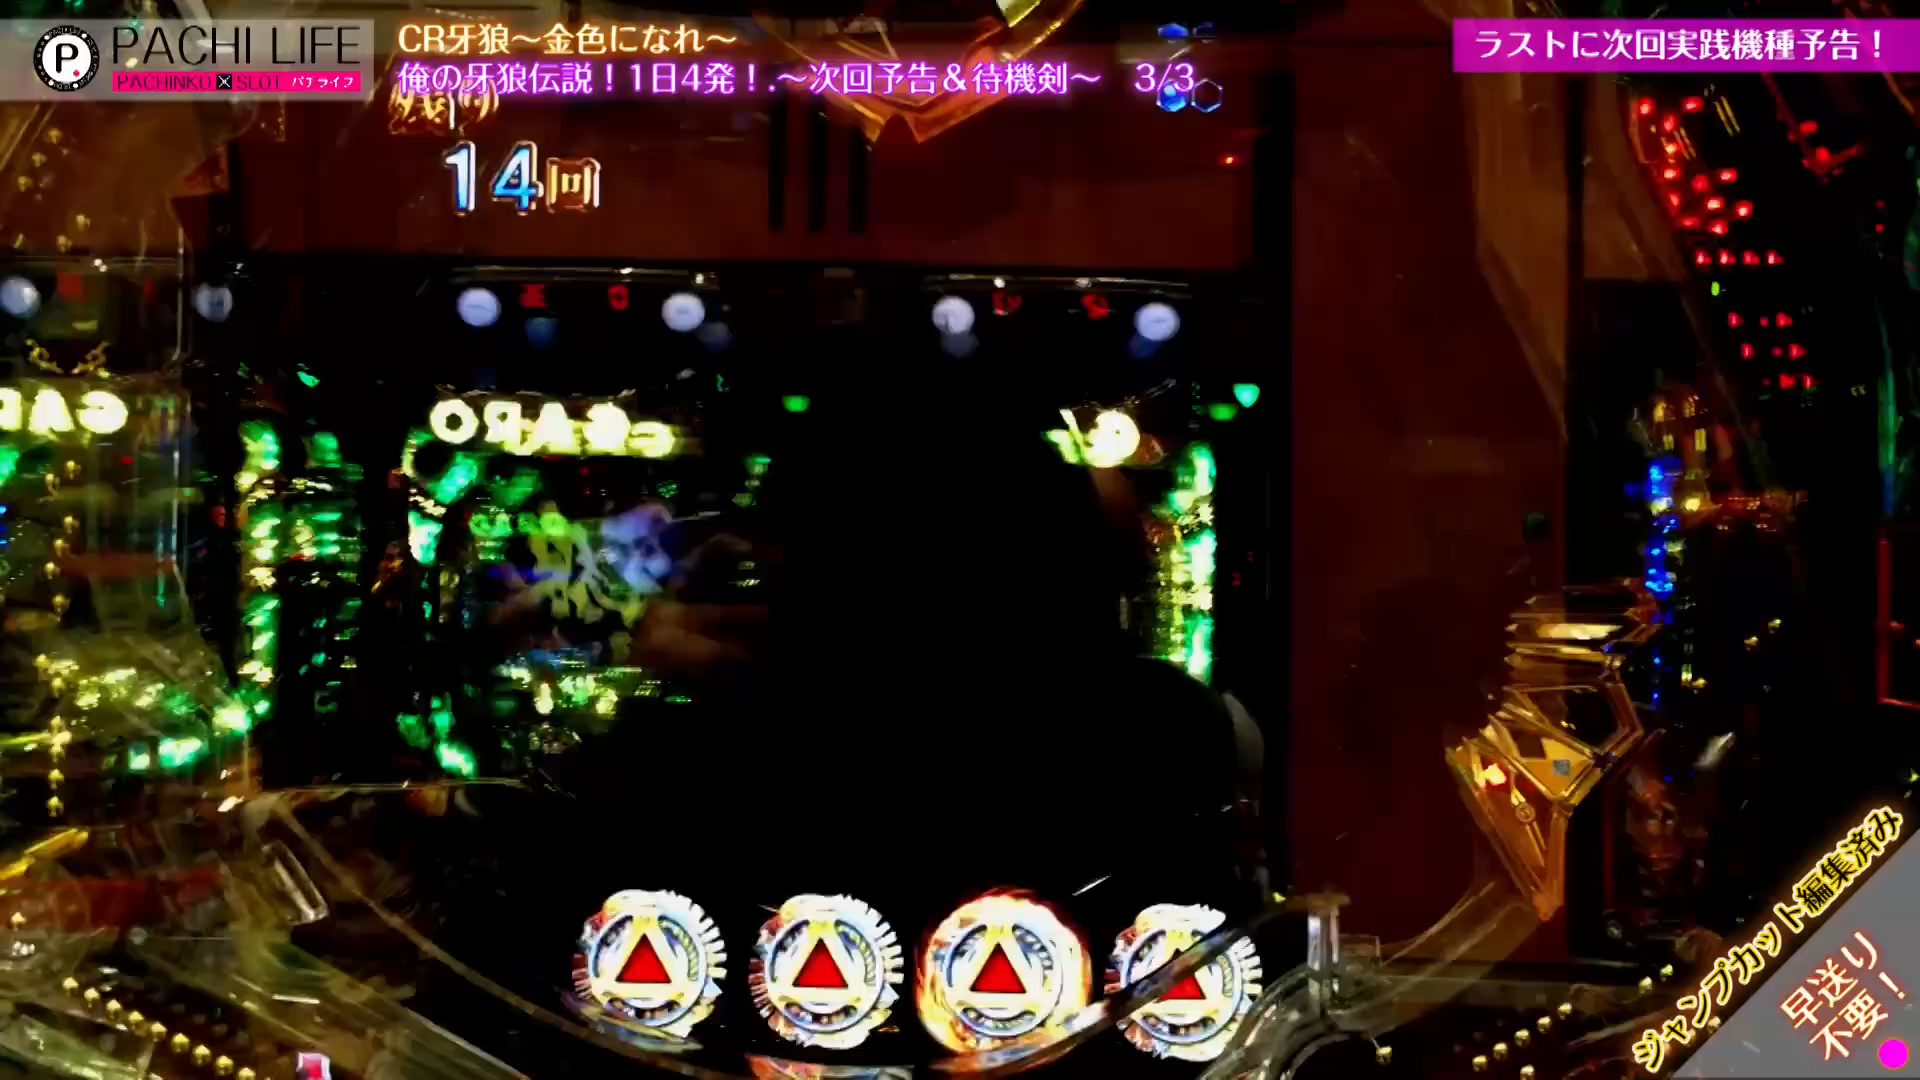 P
PACHI LIFE
PACHINKO X SLOT パチライフ
CR牙狼～金色になれ～
俺の牙狼伝説！1日4発！.～次回予告＆待機剣～ 3/3
ラストに次回実践機種予告！
残り
14回
GARO
GARO
ジャンプカット編集済み
早送り
不要！